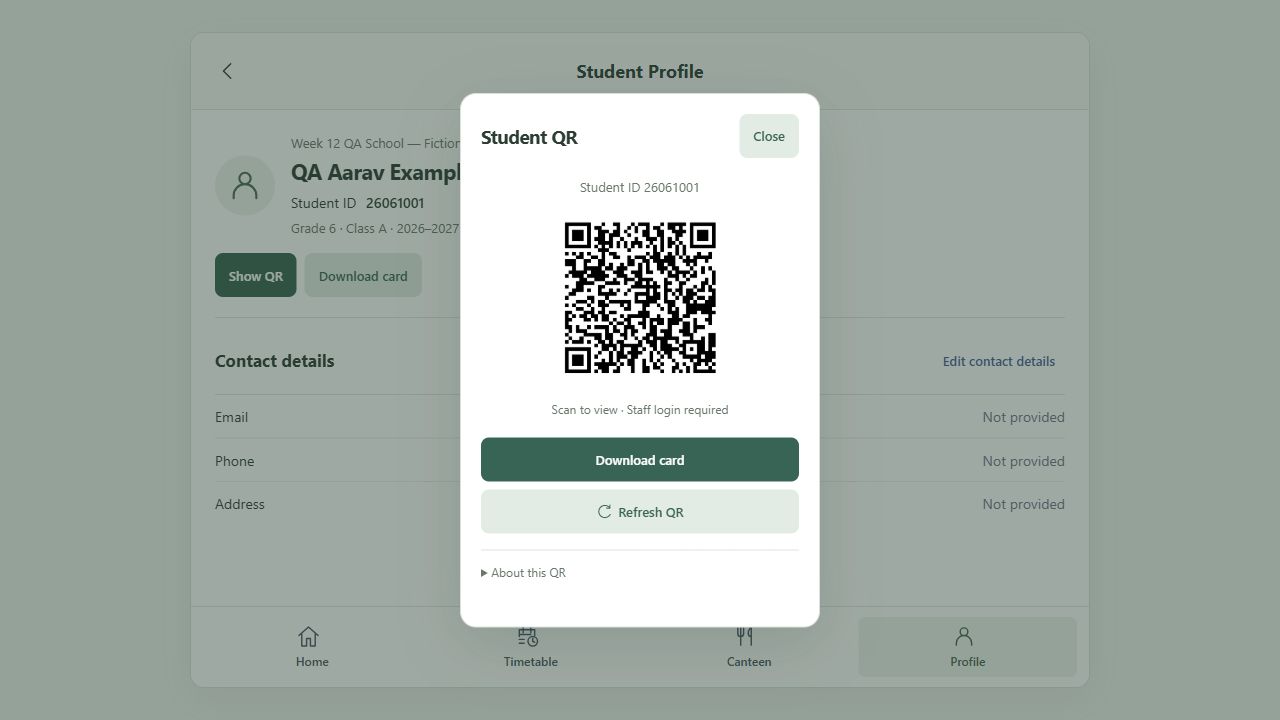 Student Profile
Week 12 QA School — Fiction
QA Aarav Exampl
Student ID 26061001
Grade 6 · Class A · 2026–2027
Show QR
Download card
Contact details
Edit contact details
Email
Not provided
Phone
Not provided
Address
Not provided
Student QR
Close
Student ID 26061001
Scan to view · Staff login required
Download card
Refresh QR
About this QR
Home
Timetable
Canteen
Profile